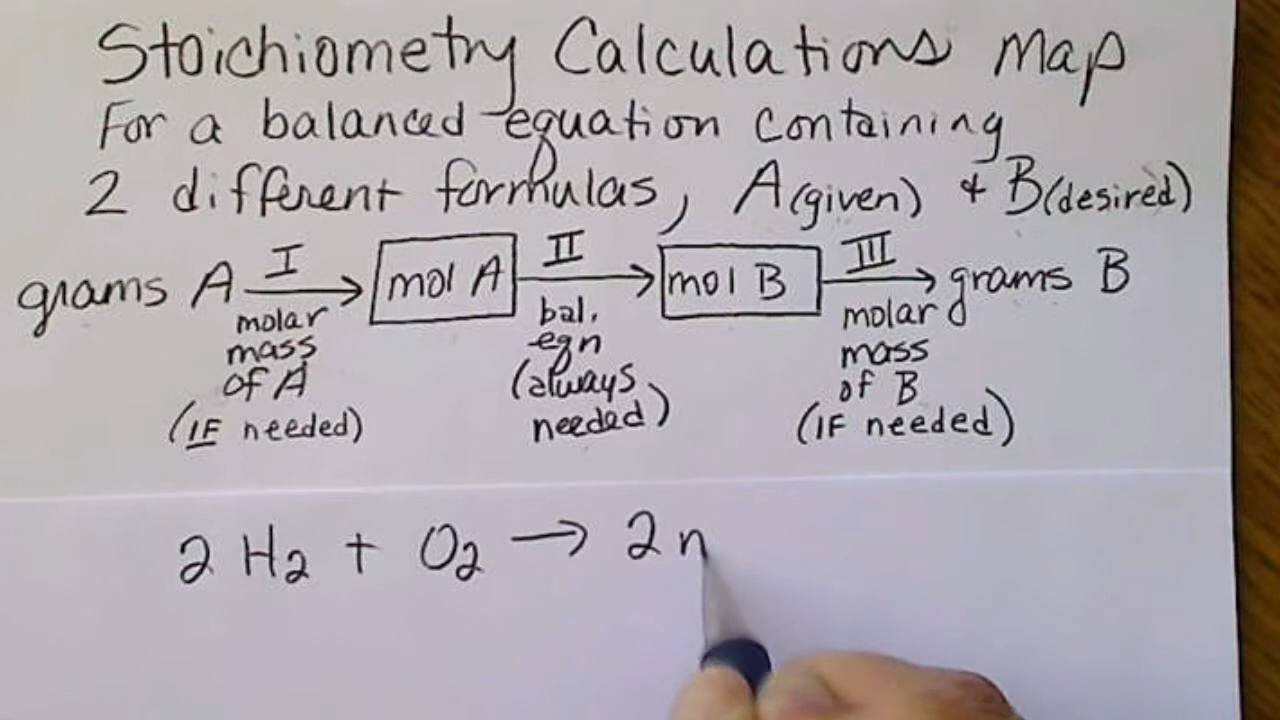 Stoichiometry Calculations Map
For a balanced equation containing
2 different formulas, A(given) + B(desired)
grams A I mol A II mol B III grams B
molar mass of A (IF needed)
bal. eqn (always needed)
molar mass of B (IF needed)
2 H₂ + O₂ → 2